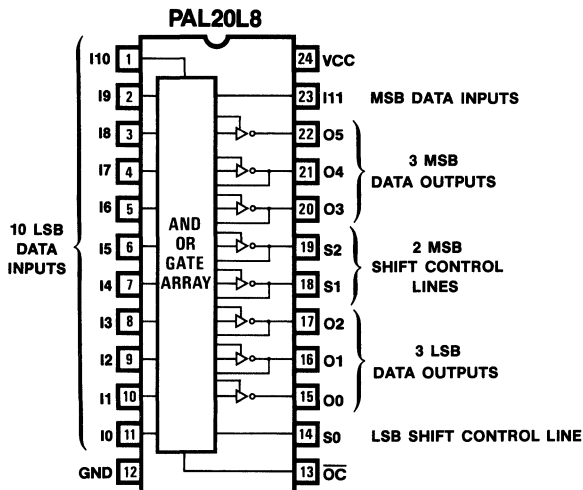 PAL20L8
I10 1 24 VCC
I9 2 23 I11 MSB DATA INPUTS
I8 3 22 O5
I7 4 21 O4
I6 5 20 O3
3 MSB
DATA OUTPUTS
10 LSB
DATA
INPUTS
AND
OR
GATE
ARRAY
I5 6 19 S2
I4 7 18 S1
2 MSB
SHIFT CONTROL
LINES
I3 8 17 O2
I2 9 16 O1
I1 10 15 O0
3 LSB
DATA OUTPUTS
I0 11 14 S0 LSB SHIFT CONTROL LINE
GND 12 13 O̅C̅